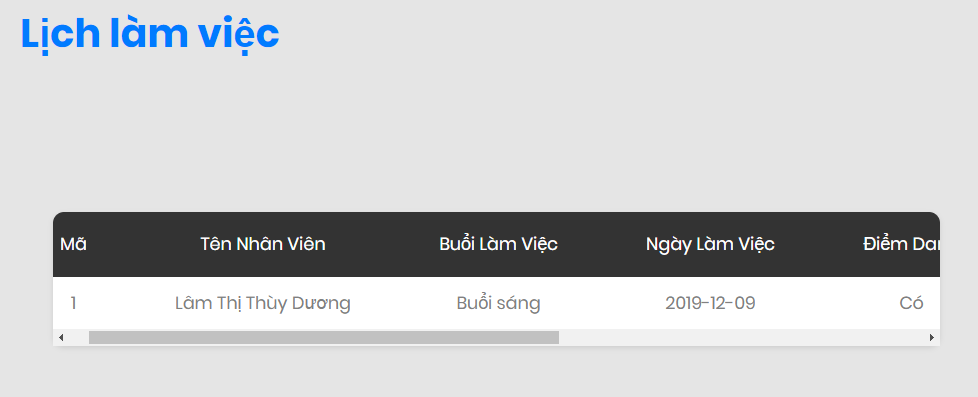 Lịch làm việc
Mã Tên Nhân Viên Buổi Làm Việc Ngày Làm Việc Điểm
1 Lâm Thị Thùy Dương Buổi sáng 2019-12-09 Có